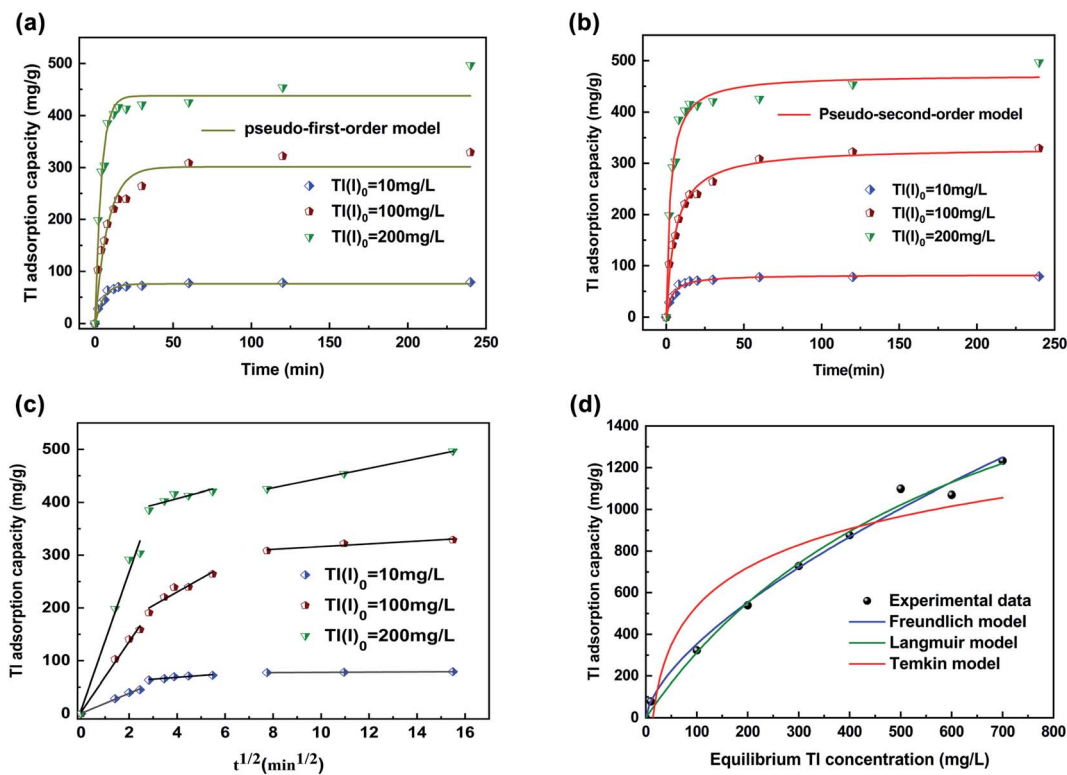 (a)
500
400
300
200
100
0
Tl adsorption capacity (mg/g)
pseudo-first-order model
Tl(I)0=10mg/L
Tl(I)0=100mg/L
Tl(I)0=200mg/L
0 50 100 150 200 250
Time (min)
(b)
500
400
300
200
100
0
Tl adsorption capacity (mg/g)
Pseudo-second-order model
Tl(I)0=10mg/L
Tl(I)0=100mg/L
Tl(I)0=200mg/L
0 50 100 150 200 250
Time(min)
(c)
500
400
300
200
100
0
Tl adsorption capacity (mg/g)
Tl(I)0=10mg/L
Tl(I)0=100mg/L
Tl(I)0=200mg/L
0 2 4 6 8 10 12 14 16
t1/2(min1/2)
(d)
1400
1200
1000
800
600
400
200
0
Tl adsorption capacity (mg/g)
Experimental data
Freundlich model
Langmuir model
Temkin model
0 100 200 300 400 500 600 700 800
Equilibrium Tl concentration (mg/L)